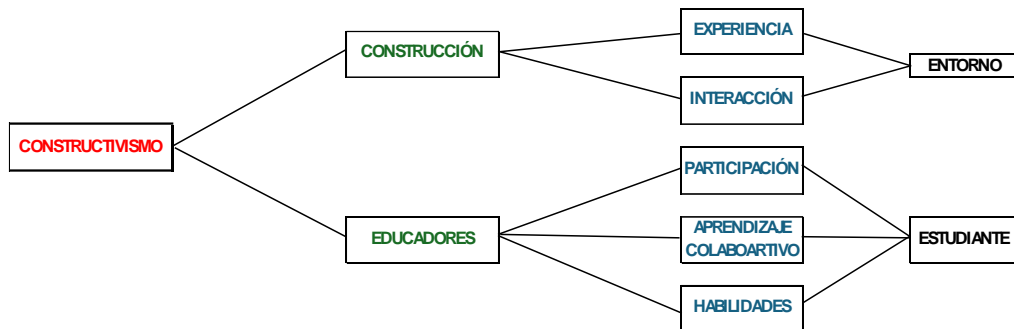 CONSTRUCTIVISMO
CONSTRUCCIÓN
EDUCADORES
EXPERIENCIA
INTERACCIÓN
PARTICIPACIÓN
APRENDIZAJE
COLABOARTIVO
HABILIDADES
ENTORNO
ESTUDIANTE